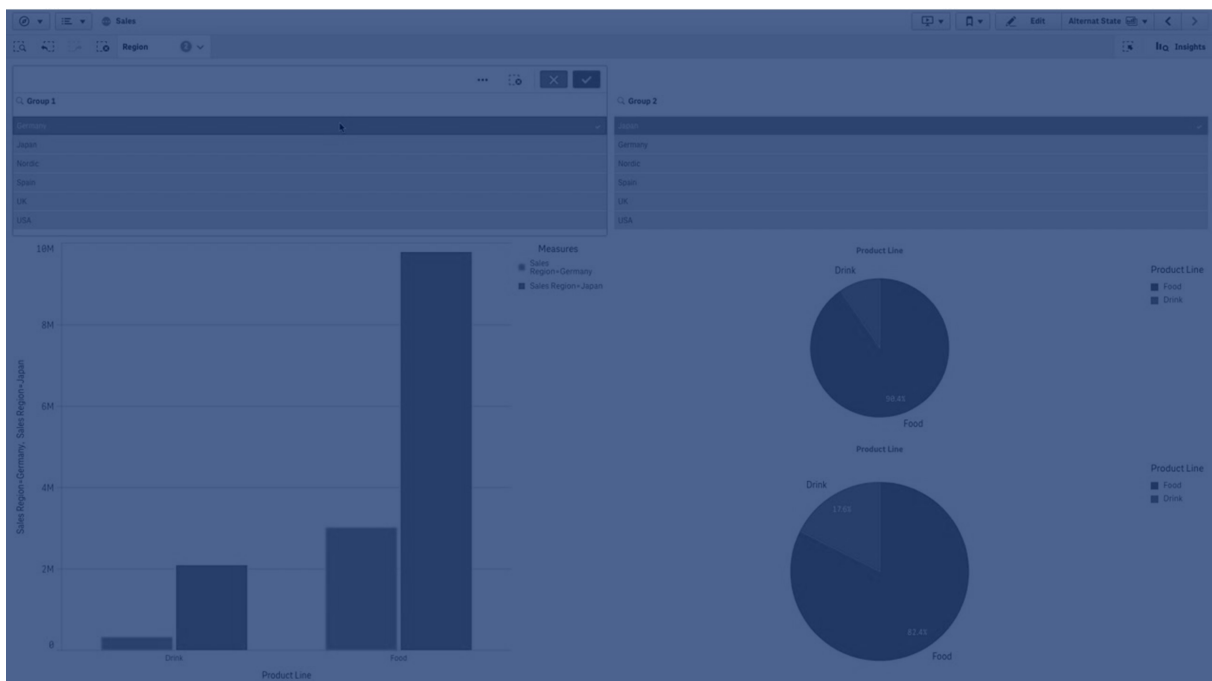 Sales
Edit
Alternat State
Region
2
Insights
Group 1
Germany
Japan
Nordic
Spain
UK
USA
Group 2
Japan
Germany
Nordic
Spain
UK
USA
10M
8M
6M
4M
2M
0
Sales Region=Germany, Sales Region=Japan
Drink
Food
Product Line
Measures
Sales
Region=Germany
Sales Region=Japan
Product Line
Drink
Food
Product Line
Food
Drink
Product Line
Drink
17.6%
82.4%
Food
Product Line
Food
Drink